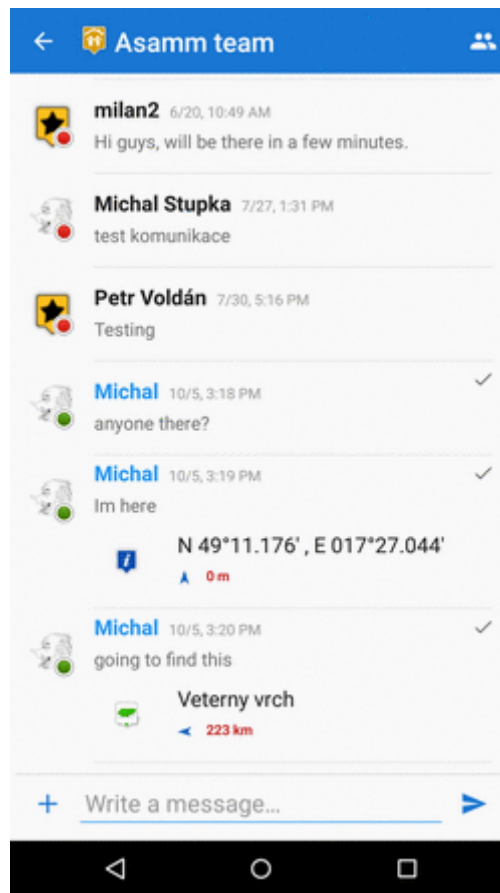 Asamm team
milan2 6/20, 10:49 AM
Hi guys, will be there in a few minutes.
Michal Stupka 7/27, 1:31 PM
test komunikace
Petr Voldán 7/30, 5:16 PM
Testing
Michal 10/5, 3:18 PM
anyone there?
Michal 10/5, 3:19 PM
Im here
N 49°11.176' , E 017°27.044'
0 m
Michal 10/5, 3:20 PM
going to find this
Veterny vrch
223 km
Write a message...